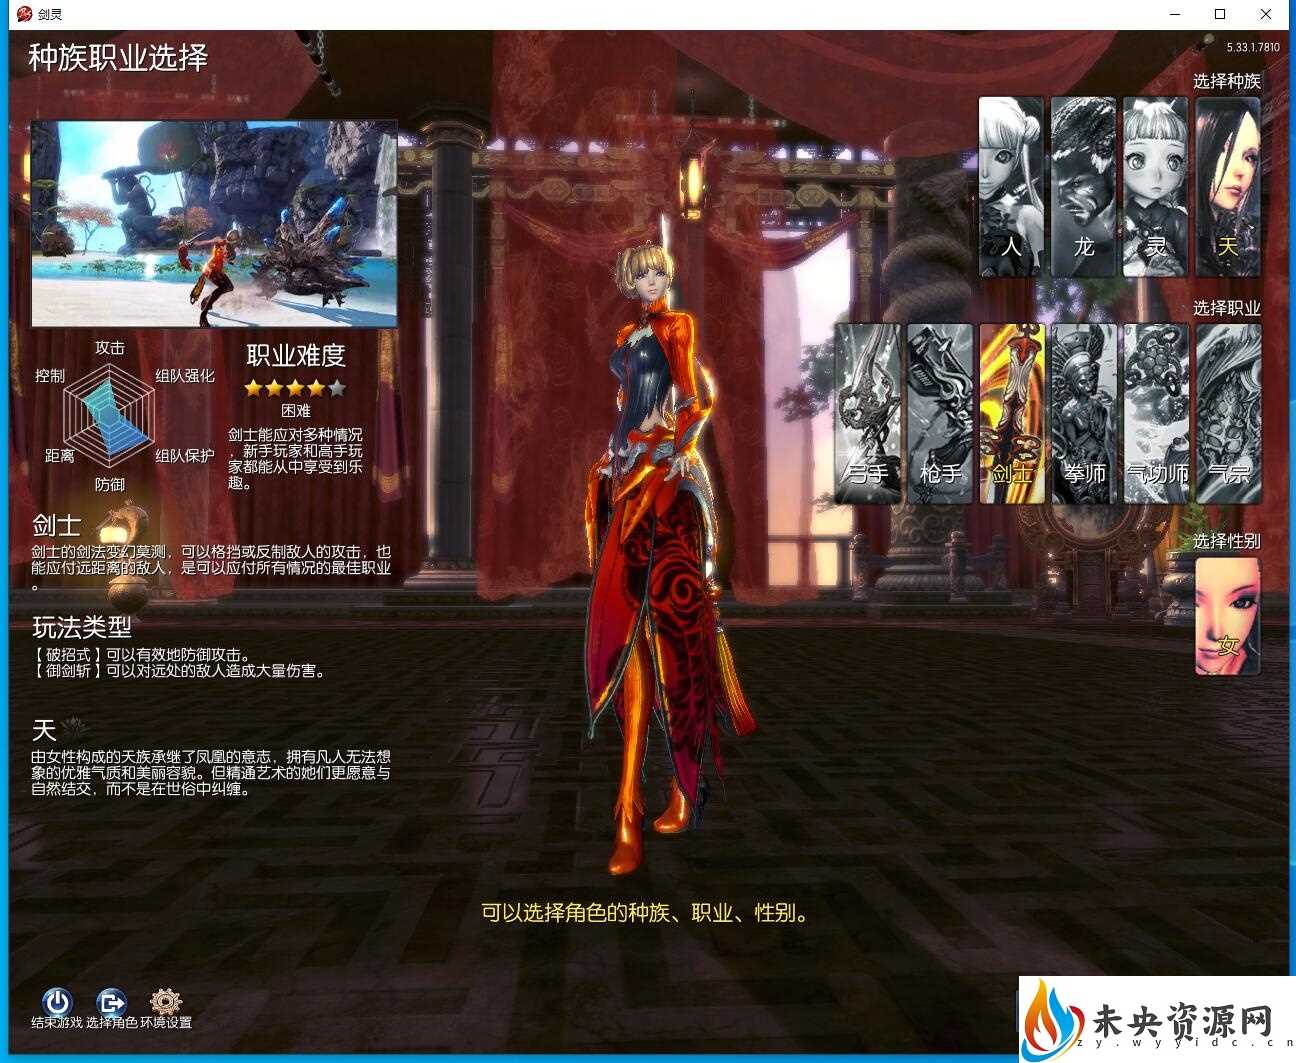 剑灵
种族职业选择
5.33.1.7810
选择种族
人 龙 灵 天
选择职业
弓手 枪手 剑士 拳师 气功师 气宗
选择性别
女
攻击
控制
组队强化
距离
组队保护
防御
职业难度
困难
剑士能应对多种情况
，新手玩家和高手玩
家都能从中享受到乐
趣。
剑士
剑士的剑法变幻莫测，可以格挡或反制敌人的攻击，也
能应付远距离的敌人，是可以应付所有情况的最佳职业
。
玩法类型
【破招式】可以有效地防御攻击。
【御剑斩】可以对远处的敌人造成大量伤害。
天
由女性构成的天族承继了凤凰的意志，拥有凡人无法想
象的优雅气质和美丽容貌。但精通艺术的她们更愿意与
自然结交，而不是在世俗中纠缠。
可以选择角色的种族、职业、性别。
结束游戏 选择角色 环境设置
未央资源网
zy.wyyidc.cn